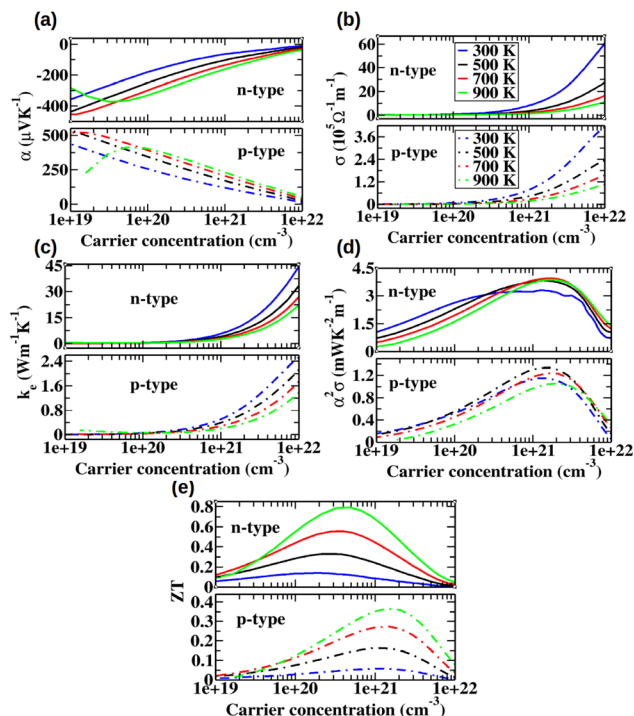 (a)
0
-200
-400
n-type
α (μVK⁻¹)
500
250
0
p-type
1e+19 1e+20 1e+21 1e+22
Carrier concentration (cm⁻³)
(b)
60
40
20
0
n-type
300 K
500 K
700 K
900 K
σ (10⁵Ω⁻¹ m⁻¹)
3.6
2.4
1.2
0
p-type
300 K
500 K
700 K
900 K
1e+19 1e+20 1e+21 1e+22
Carrier concentration (cm⁻³)
(c)
45
30
15
0
n-type
kₑ (Wm⁻¹K⁻¹)
2.4
1.6
0.8
0
p-type
1e+19 1e+20 1e+21 1e+22
Carrier concentration (cm⁻³)
(d)
4.5
3
1.5
0
n-type
α²σ (mWK⁻² m⁻¹)
1.2
0.8
0.4
0
p-type
1e+19 1e+20 1e+21 1e+22
Carrier concentration (cm⁻³)
(e)
0.8
0.6
0.4
0.2
0
n-type
ZT
0.4
0.3
0.2
0.1
0
p-type
1e+19 1e+20 1e+21 1e+22
Carrier concentration (cm⁻³)